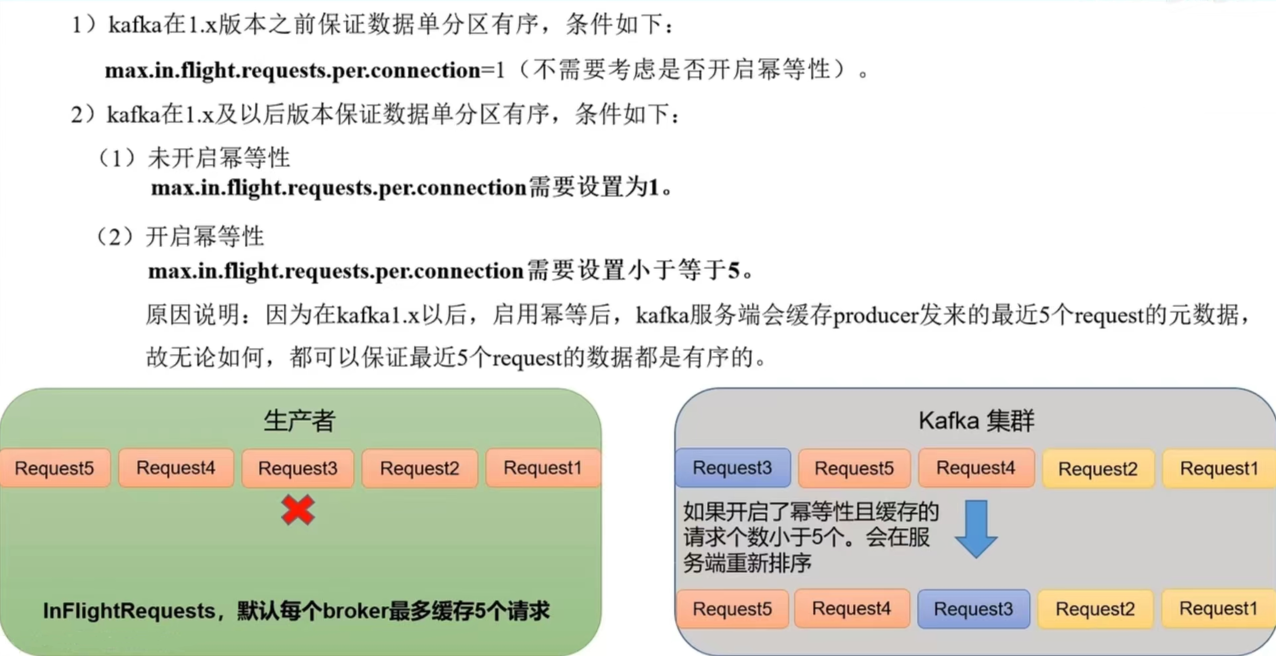 1）kafka在1.x版本之前保证数据单分区有序，条件如下：
max.in.flight.requests.per.connection=1（不需要考虑是否开启幂等性）。
2）kafka在1.x及以后版本保证数据单分区有序，条件如下：
（1）未开启幂等性
max.in.flight.requests.per.connection需要设置为1。
（2）开启幂等性
max.in.flight.requests.per.connection需要设置小于等于5。
原因说明：因为在kafka1.x以后，启用幂等后，kafka服务端会缓存producer发来的最近5个request的元数据，
故无论如何，都可以保证最近5个request的数据都是有序的。
生产者
Request5 Request4 Request3 Request2 Request1
InFlightRequests，默认每个broker最多缓存5个请求
Kafka 集群
Request3 Request5 Request4 Request2 Request1
如果开启了幂等性且缓存的
请求个数小于5个。会在服
务端重新排序
Request5 Request4 Request3 Request2 Request1